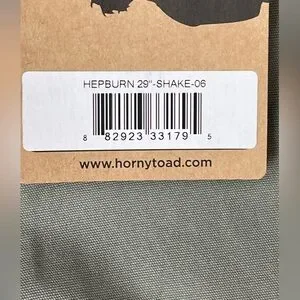 HEPBURN 29"-SHAKE-06
8 82923 33179 5
www.hornytoad.com